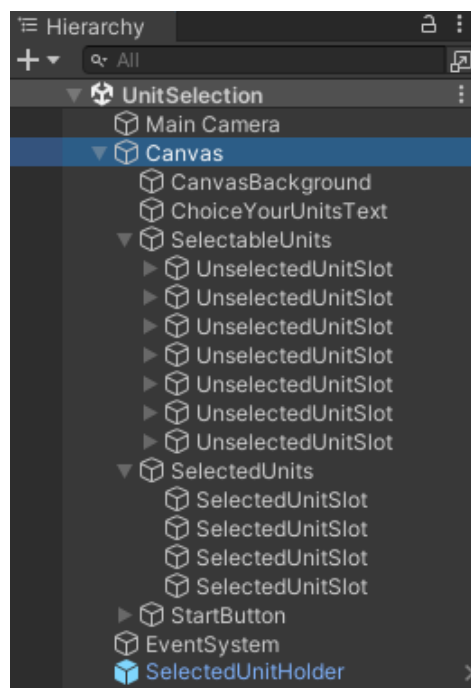 Hierarchy
All
UnitSelection
Main Camera
Canvas
CanvasBackground
ChoiceYourUnitsText
SelectableUnits
UnselectedUnitSlot
UnselectedUnitSlot
UnselectedUnitSlot
UnselectedUnitSlot
UnselectedUnitSlot
UnselectedUnitSlot
UnselectedUnitSlot
SelectedUnits
SelectedUnitSlot
SelectedUnitSlot
SelectedUnitSlot
SelectedUnitSlot
StartButton
EventSystem
SelectedUnitHolder